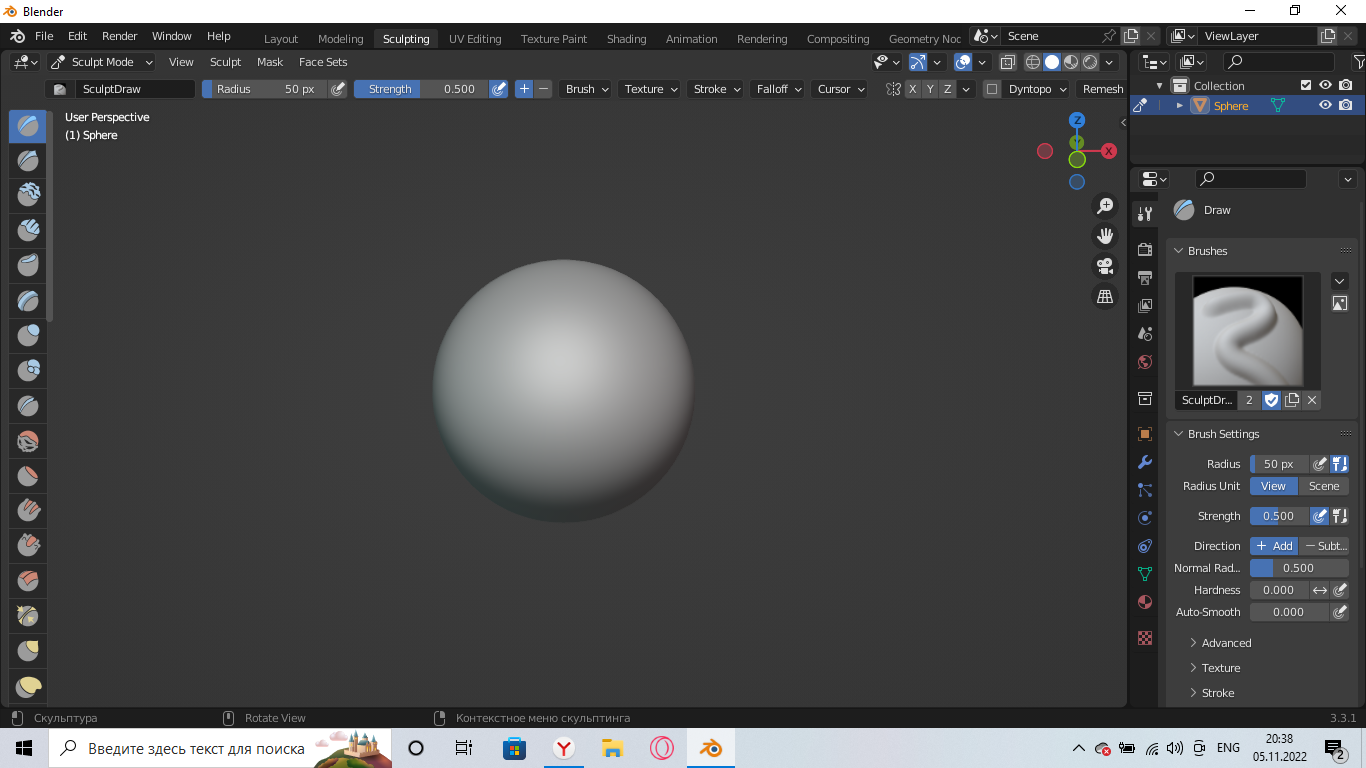 Blender
File Edit Render Window Help Layout Modeling Sculpting UV Editing Texture Paint Shading Animation Rendering Compositing Geometry Noc Scene ViewLayer
Sculpt Mode View Sculpt Mask Face Sets
SculptDraw Radius 50 px Strength 0.500 Brush Texture Stroke Falloff Cursor X Y Z Dyntopo Remesh
Collection
Sphere
User Perspective
(1) Sphere
Z
Y
X
Draw
Brushes
SculptDr... 2
Brush Settings
Radius 50 px
Radius Unit View Scene
Strength 0.500
Direction + Add − Subt...
Normal Rad... 0.500
Hardness 0.000
Auto-Smooth 0.000
Advanced
Texture
Stroke
Скульптура Rotate View Контекстное меню скульптинга 3.3.1
Введите здесь текст для поиска
ENG
20:38
05.11.2022
2